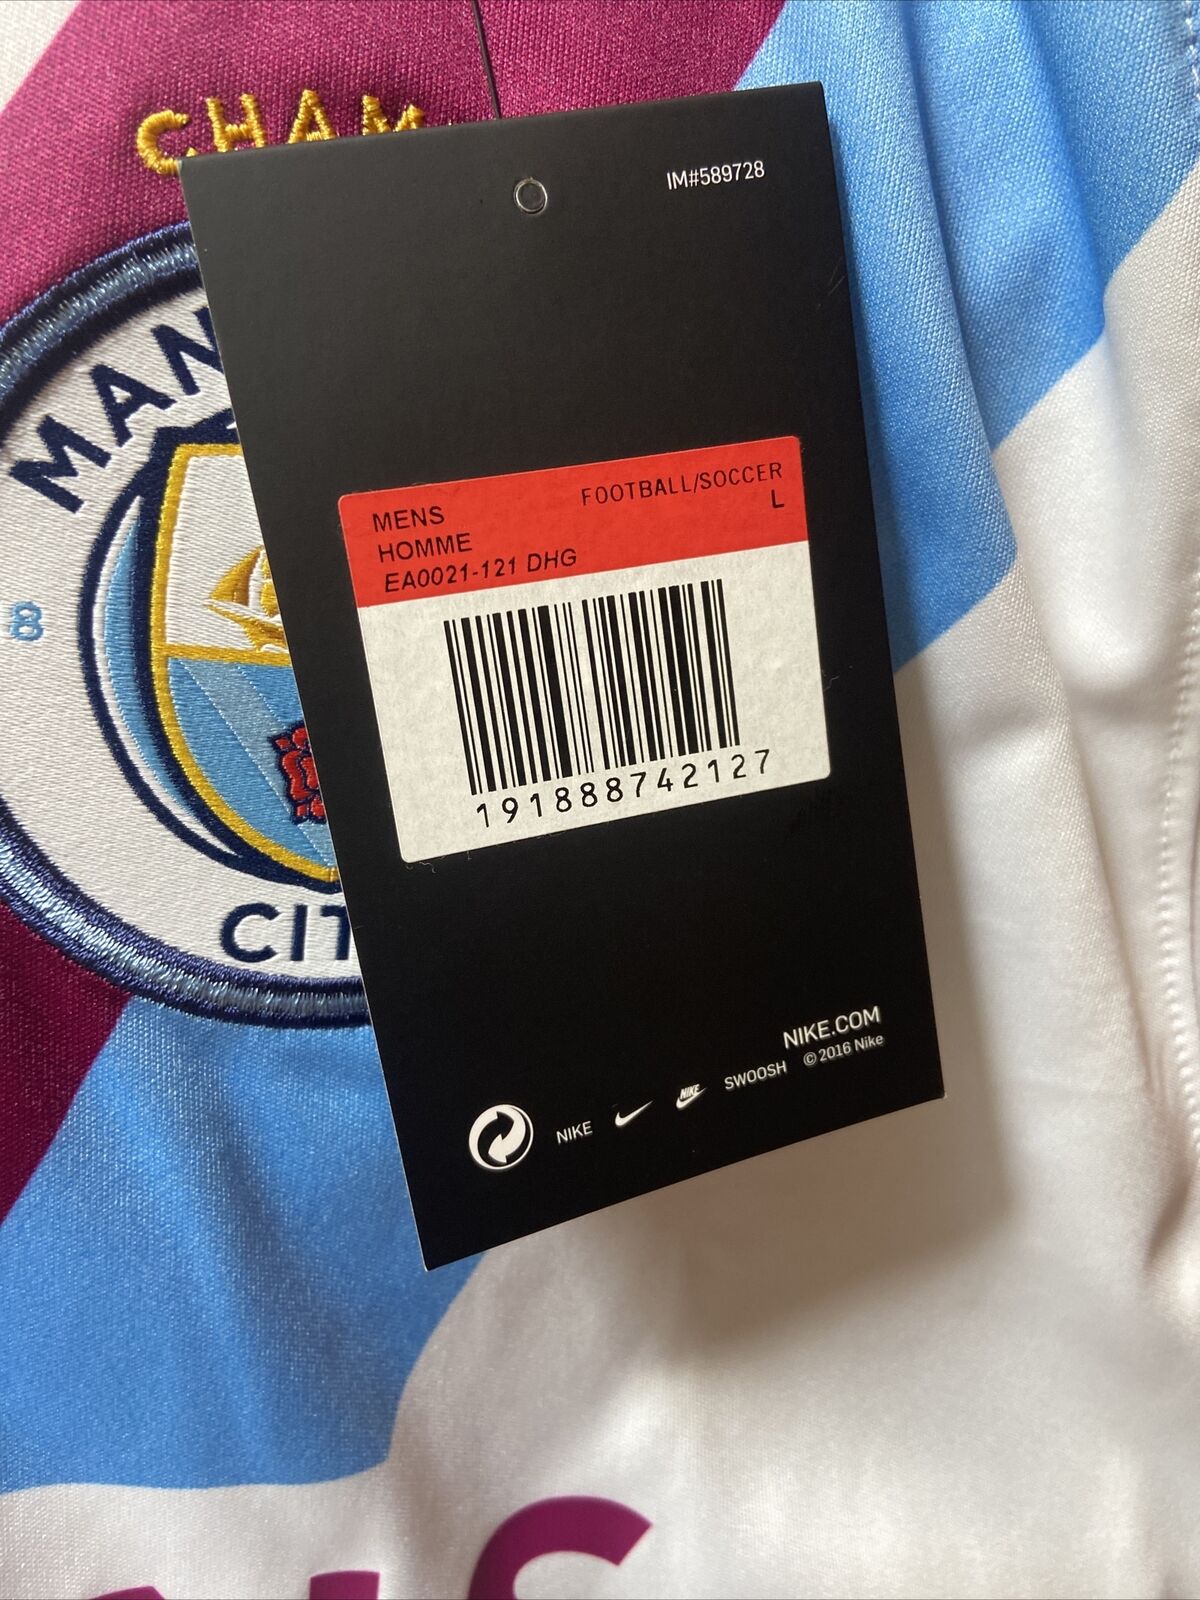 CHAM
IM#589728
MAN
8
CIT
FOOTBALL/SOCCER
MENS L
HOMME
EA0021-121 DHG
191888742127
NIKE.COM
©2016 Nike
NIKE NIKE SWOOSH